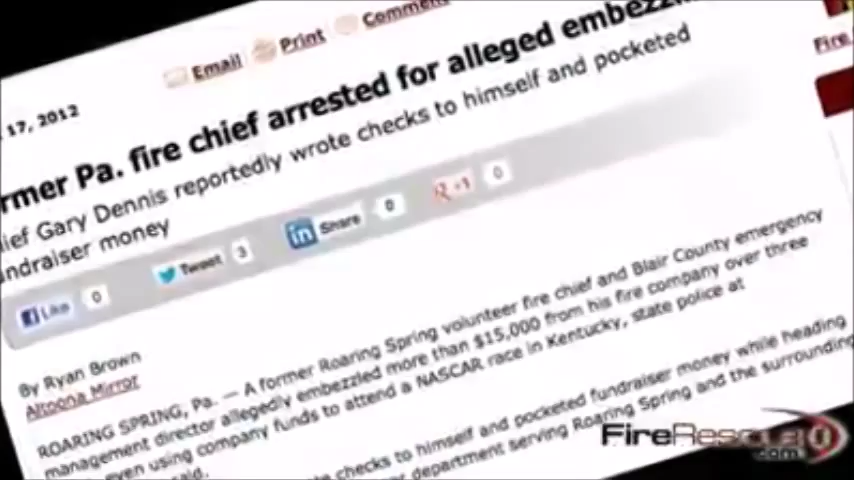 Email Print Comment
17, 2012
rmer Pa. fire chief arrested for alleged
ief Gary Dennis reportedly wrote checks to himself and pocketed
ndraiser money
Like 0 Tweet 3 Share 0 +1 0
By Ryan Brown
Altoona Mirror
ROARING SPRING, Pa. — A former Roaring Spring volunteer fire chief and Blair County emergency
management director allegedly embezzled more than $15,000 from his fire company over three
even using company funds to attend a NASCAR race in Kentucky, state police at
said.
wrote checks to himself and pocketed fundraiser money while heading
department serving Roaring Spring and the surrounding
Fire
FireRescue1
.com